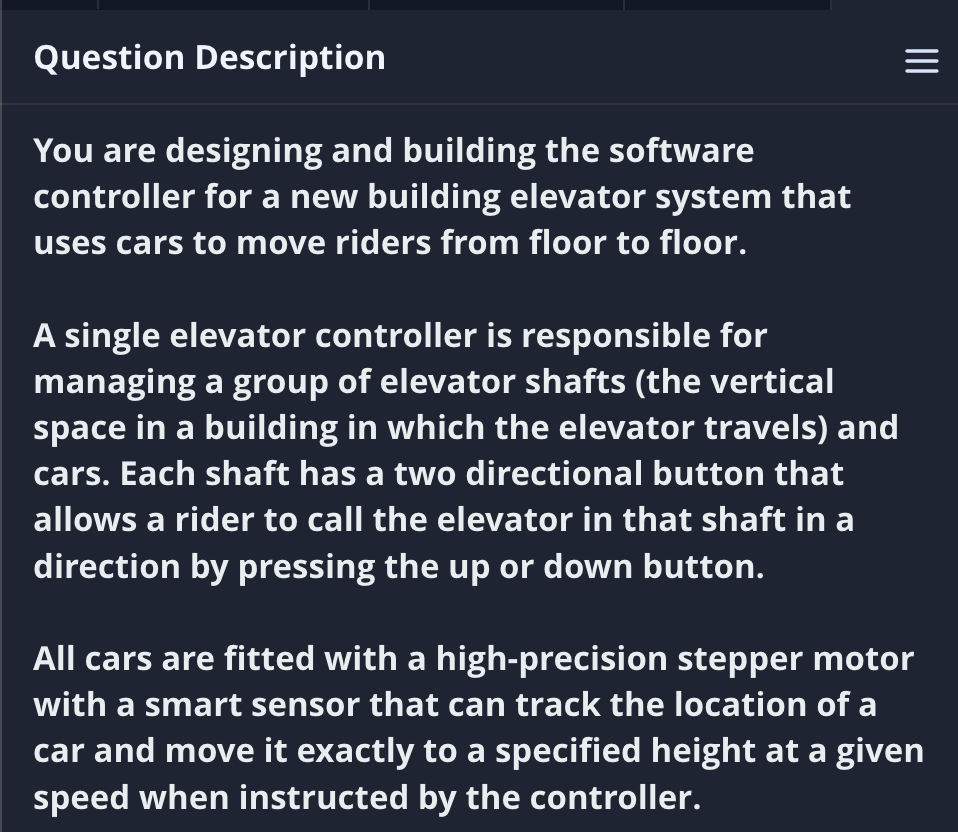 Question Description
You are designing and building the software
controller for a new building elevator system that
uses cars to move riders from floor to floor.
A single elevator controller is responsible for
managing a group of elevator shafts (the vertical
space in a building in which the elevator travels) and
cars. Each shaft has a two directional button that
allows a rider to call the elevator in that shaft in a
direction by pressing the up or down button.
All cars are fitted with a high-precision stepper motor
with a smart sensor that can track the location of a
car and move it exactly to a specified height at a given
speed when instructed by the controller.